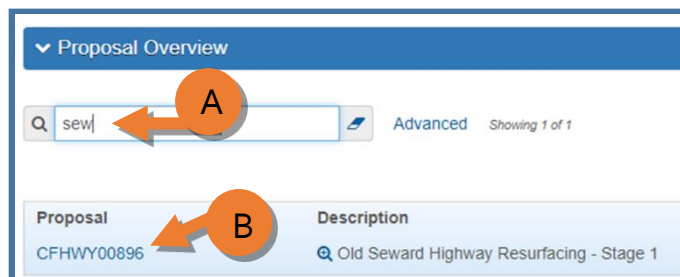 Proposal Overview
A
sew Advanced Showing 1 of 1
Proposal B Description
CFHWY00896 Old Seward Highway Resurfacing - Stage 1